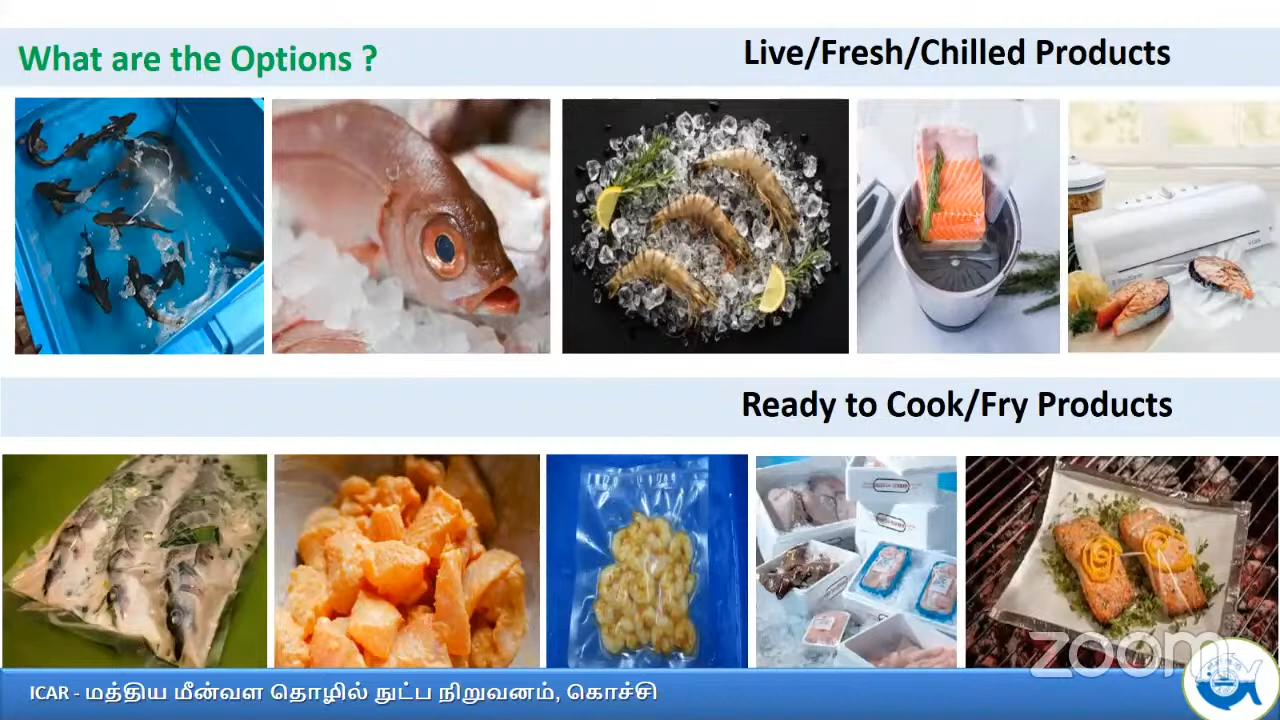 What are the Options ?
Live/Fresh/Chilled Products
Ready to Cook/Fry Products
zoom
ICAR - மத்திய மீன்வள தொழில் நுட்ப நிறுவனம், கொச்சி